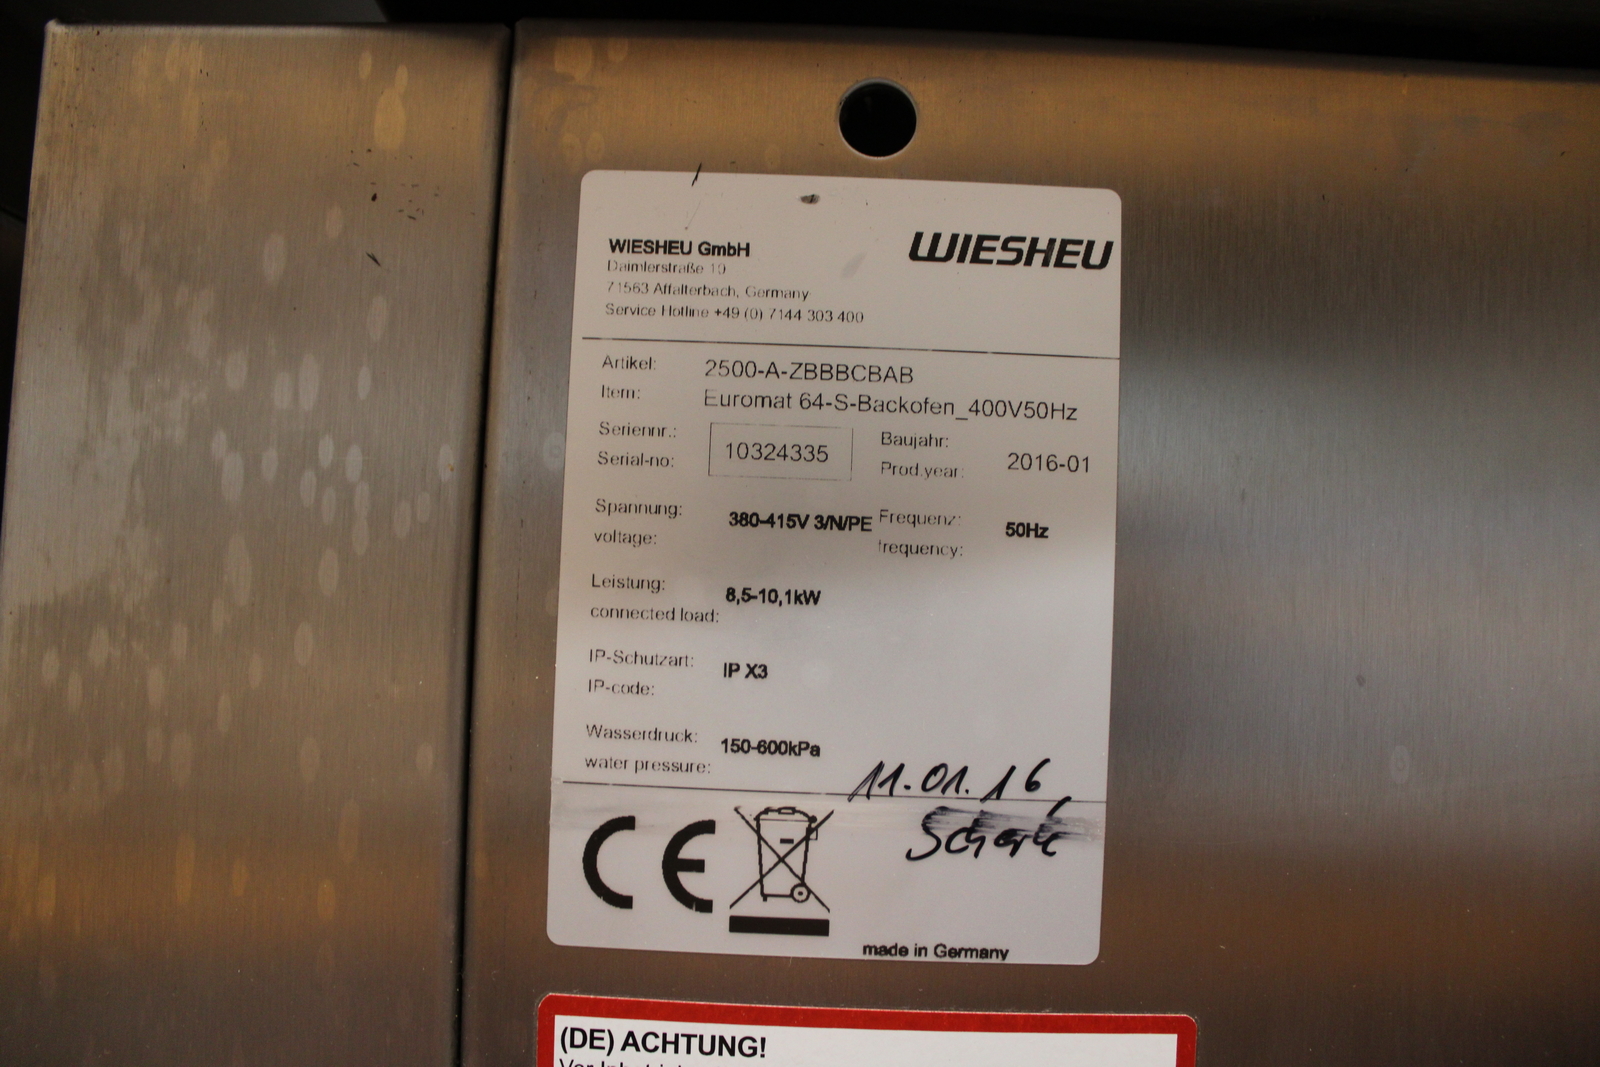 WIESHEU GmbH
WIESHEU
Daimlerstraße 10
71563 Affalterbach, Germany
Service Hotline +49 (0) 7144 303 400
Artikel: 2500-A-ZBBBCBAB
Item: Euromat 64-S-Backofen_400V50Hz
Seriennr.: Baujahr:
Serial-no: 10324335 Prod.year: 2016-01
Spannung: 380-415V 3/N/PE Frequenz: 50Hz
voltage: frequency:
Leistung: 8,5-10,1kW
connected load:
IP-Schutzart: IP X3
IP-code:
Wasserdruck: 150-600kPa
water pressure:
11.01.16
CE
made in Germany
(DE) ACHTUNG!